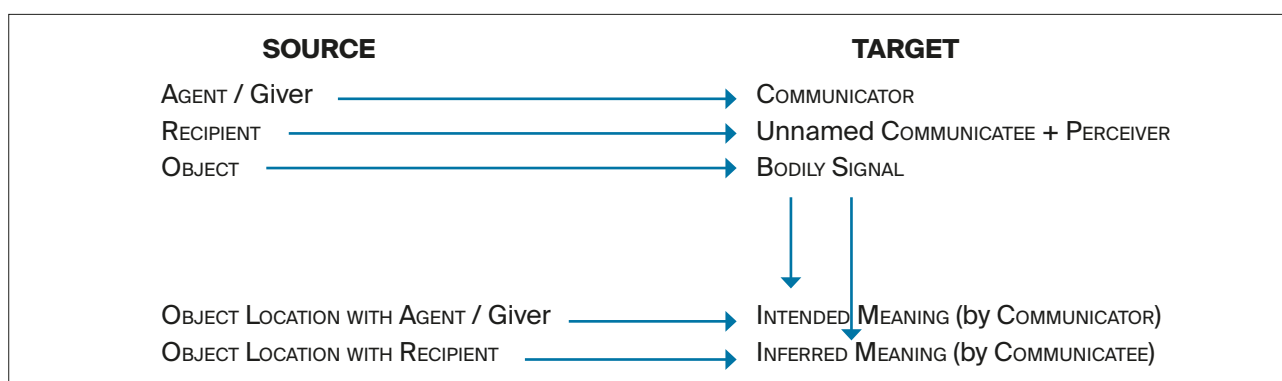 SOURCE TARGET
AGENT / Giver COMMUNICATOR
RECIPIENT Unnamed COMMUNICATEE + PERCEIVER
OBJECT BODILY SIGNAL
OBJECT LOCATION WITH AGENT / Giver INTENDED MEANING (by COMMUNICATOR)
OBJECT LOCATION WITH RECIPIENT INFERRED MEANING (by COMMUNICATEE)